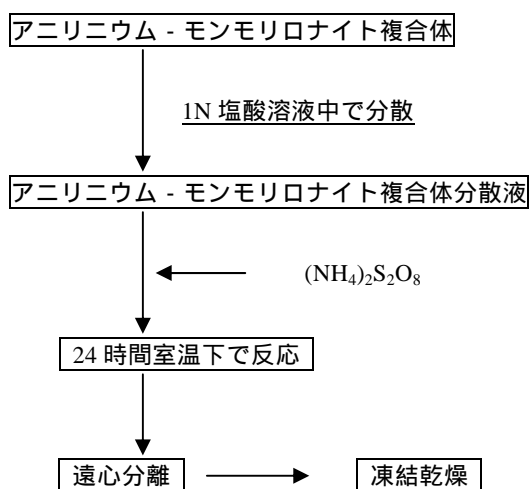 アニリニウム - モンモリロナイト複合体
1N 塩酸溶液中で分散
アニリニウム - モンモリロナイト複合体分散液
(NH4)2S2O8
24 時間室温下で反応
遠心分離
凍結乾燥